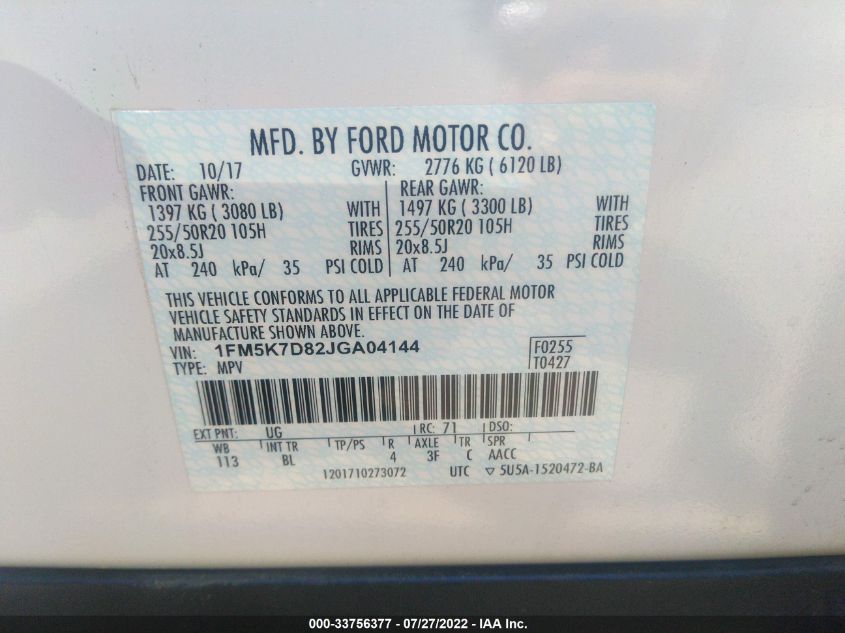 MFD. BY FORD MOTOR CO.
DATE: 10/17 GVWR: 2776 KG ( 6120 LB)
FRONT GAWR: REAR GAWR:
1397 KG ( 3080 LB) WITH 1497 KG ( 3300 LB) WITH
255/50R20 105H TIRES 255/50R20 105H TIRES
20x8.5J RIMS 20x8.5J RIMS
AT 240 kPa/ 35 PSI COLD AT 240 kPa/ 35 PSI COLD
THIS VEHICLE CONFORMS TO ALL APPLICABLE FEDERAL MOTOR
VEHICLE SAFETY STANDARDS IN EFFECT ON THE DATE OF
MANUFACTURE SHOWN ABOVE.
VIN: 1FM5K7D82JGA04144 F0255
TYPE: MPV T0427
EXT PNT: UG RC: 71 DSO:
WB INT TR TP/PS R AXLE TR SPR
113 BL 4 3F C AACC
1201710273072 UTC ▽ 5U5A-1520472-BA
000-33756377 - 07/27/2022 - IAA Inc.